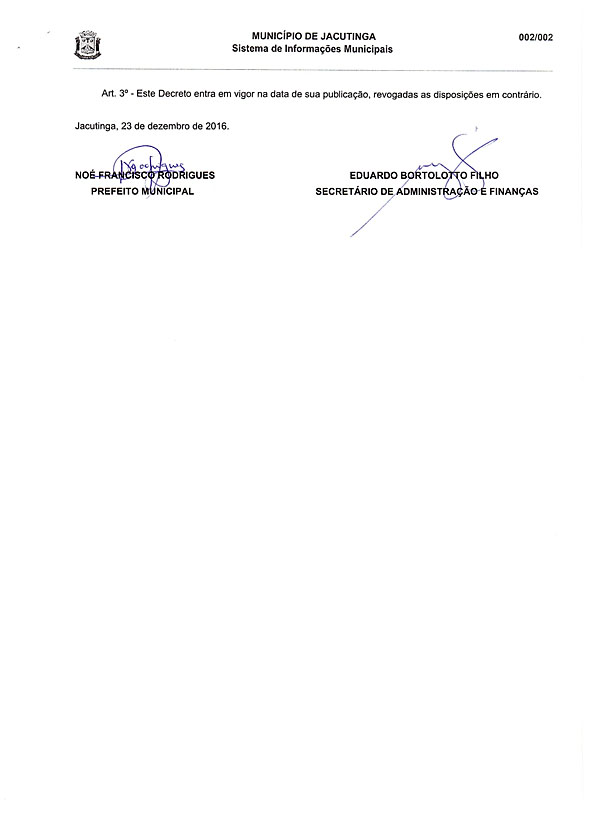 MUNICÍPIO DE JACUTINGA
002/002
Sistema de Informações Municipais
Art. 3º - Este Decreto entra em vigor na data de sua publicação, revogadas as disposições em contrário.
Jacutinga, 23 de dezembro de 2016.
Rodrigues
NOÉ FRANCISCO RODRIGUES
PREFEITO MUNICIPAL
EDUARDO BORTOLOTTO FILHO
SECRETÁRIO DE ADMINISTRAÇÃO E FINANÇAS